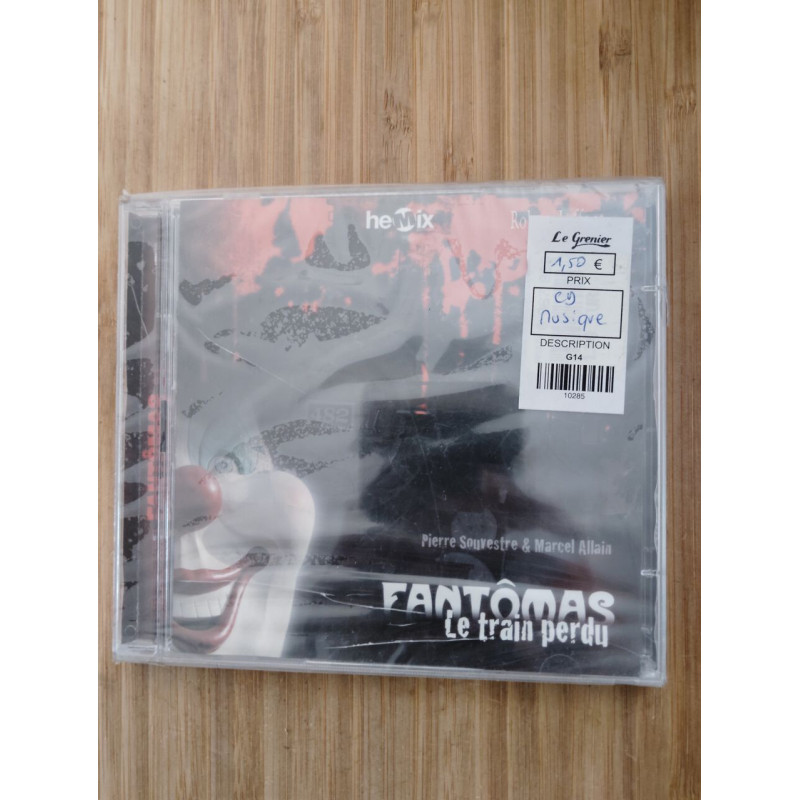 hemix
Le Grenier
1,50 €
PRIX
CD
Musique
DESCRIPTION
G14
10285
FANTÔMAS
Pierre Souvestre & Marcel Allain
FANTÔMAS
Le train perdu